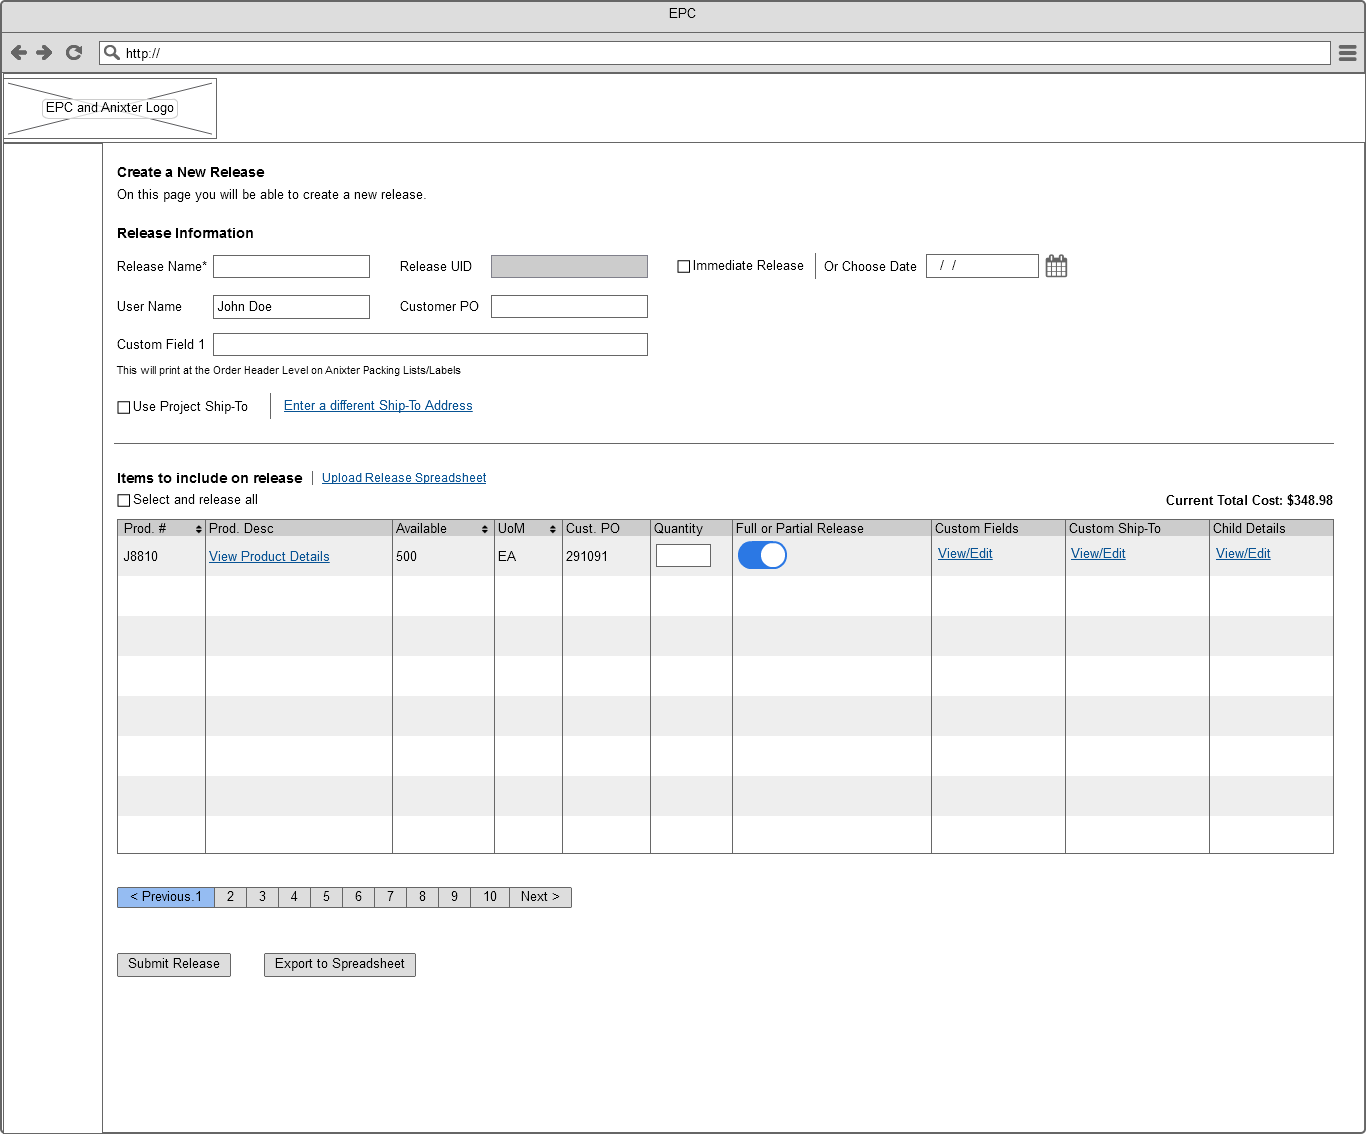 EPC
http://
EPC and Anixter Logo
Create a New Release
On this page you will be able to create a new release.
Release Information
Release Name* Release UID Immediate Release Or Choose Date / /
User Name John Doe Customer PO
Custom Field 1
This will print at the Order Header Level on Anixter Packing Lists/Labels
Use Project Ship-To Enter a different Ship-To Address
Items to include on release Upload Release Spreadsheet
Select and release all Current Total Cost: $348.98
Prod. # Prod. Desc Available UoM Cust. PO Quantity Full or Partial Release Custom Fields Custom Ship-To Child Details
J8810 View Product Details 500 EA 291091 View/Edit View/Edit View/Edit
< Previous.1 2 3 4 5 6 7 8 9 10 Next >
Submit Release Export to Spreadsheet